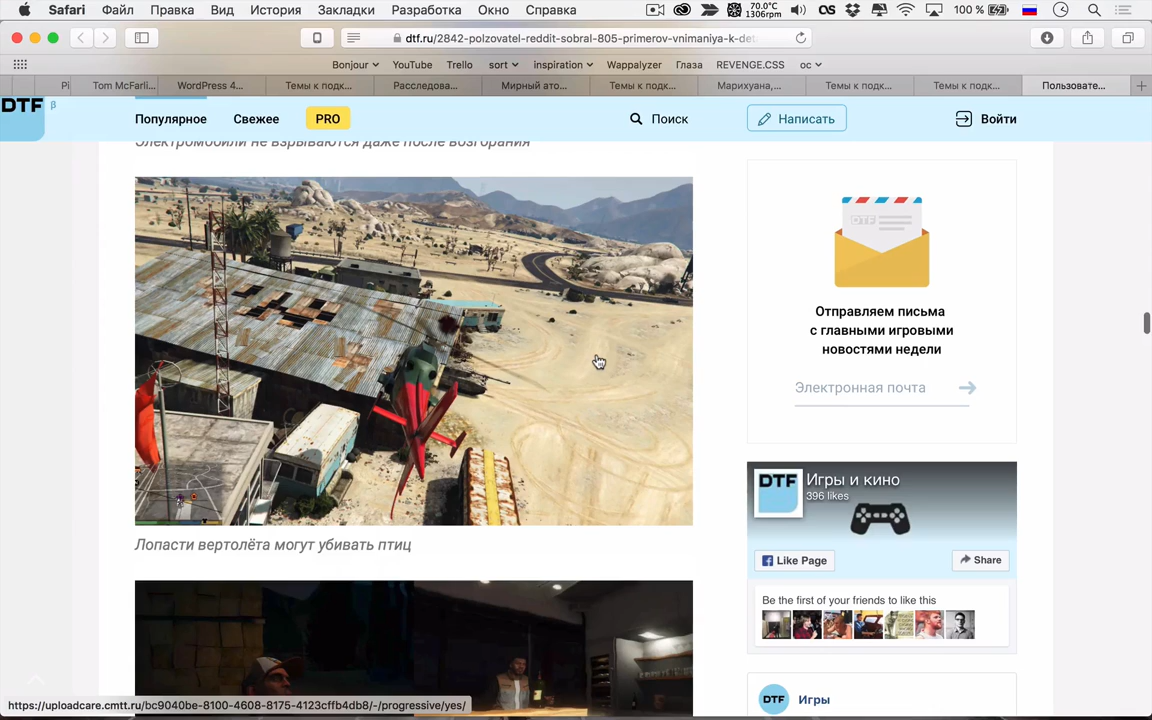 Safari Файл Правка Вид История Закладки Разработка Окно Справка 70.0°C 1306rpm 100 %
dtf.ru/2842-polzovatel-reddit-sobral-805-primerov-vnimaniya-k-det
Bonjour YouTube Trello sort inspiration Wappalyzer Глаза REVENGE.CSS ос
Pi Tom McFarli... WordPress 4... Темы к подк... Расследова... Мирный ато... Темы к подк... Марихуана,... Темы к подк... Темы к подк... Пользовате...
DTF β Популярное Свежее PRO Поиск Написать Войти
Электромобили не взрываются даже после возгорания
DTF
Отправляем письма
с главными игровыми
новостями недели
Электронная почта
DTF Игры и кино
396 likes
Like Page Share
Лопасти вертолёта могут убивать птиц
Be the first of your friends to like this
DTF Игры
https://uploadcare.cmtt.ru/bc9040be-8100-4608-8175-4123cffb4db8/-/progressive/yes/